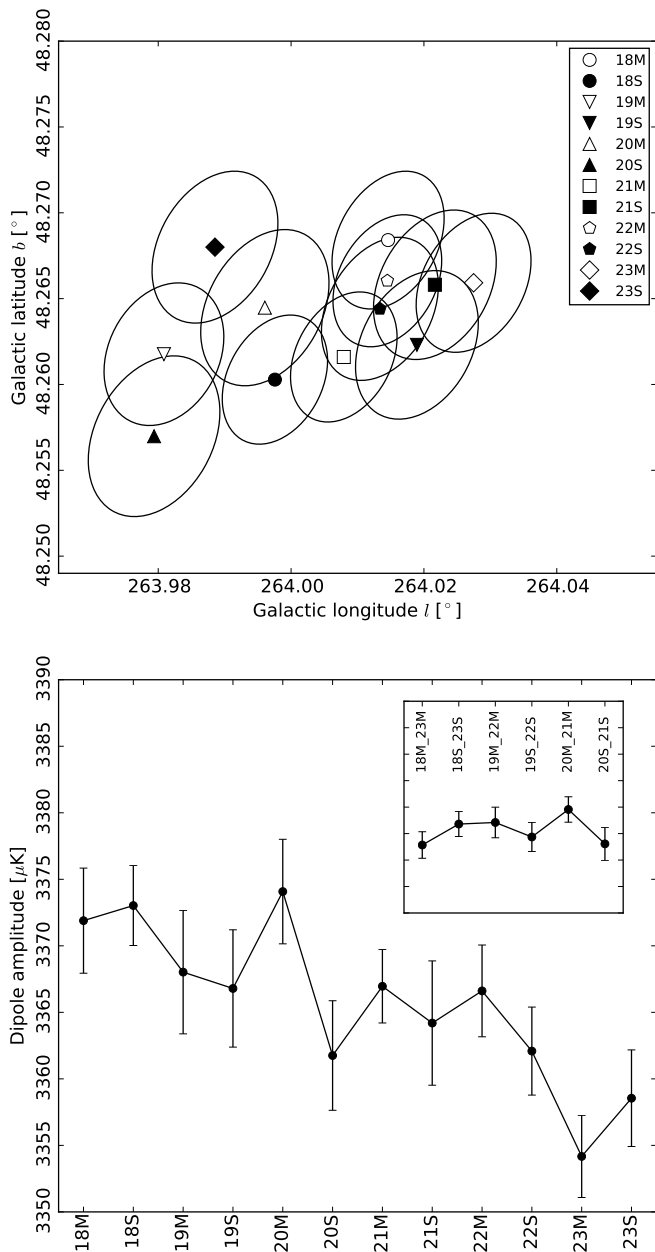 48.280
48.275
48.270
48.265
48.260
48.255
48.250
Galactic latitude b [°]
18M
18S
19M
19S
20M
20S
21M
21S
22M
22S
23M
23S
263.98 264.00 264.02 264.04
Galactic longitude l [°]
3390
3385
3380
3375
3370
3365
3360
3355
3350
Dipole amplitude [μK]
18M_23M
18S_23S
19M_22M
19S_22S
20M_21M
20S_21S
18M 18S 19M 19S 20M 20S 21M 21S 22M 22S 23M 23S